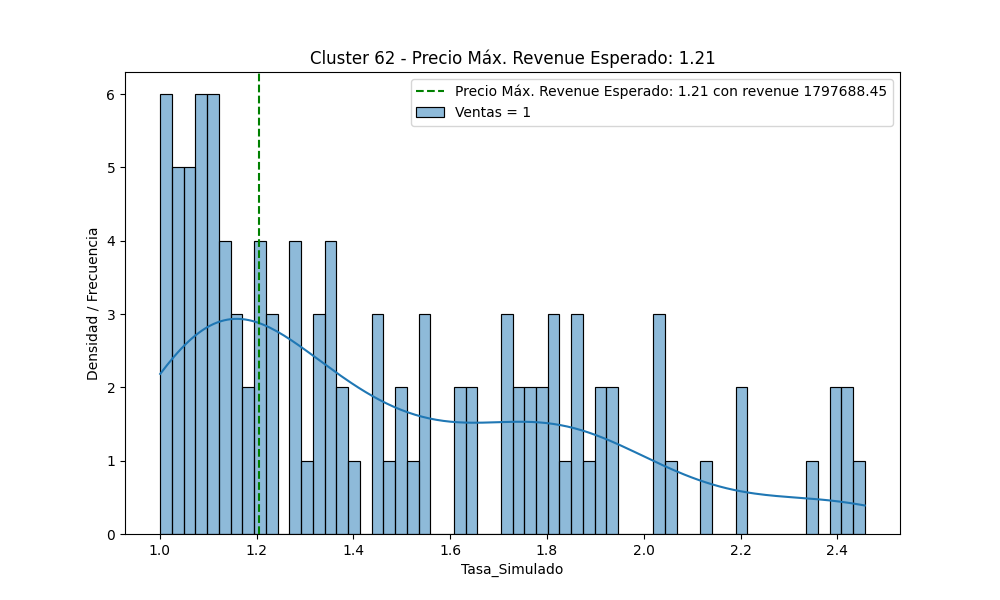 Cluster 62 - Precio Máx. Revenue Esperado: 1.21
Precio Máx. Revenue Esperado: 1.21 con revenue 1797688.45
Ventas = 1
Densidad / Frecuencia
6
5
4
3
2
1
0
1.0 1.2 1.4 1.6 1.8 2.0 2.2 2.4
Tasa_Simulado